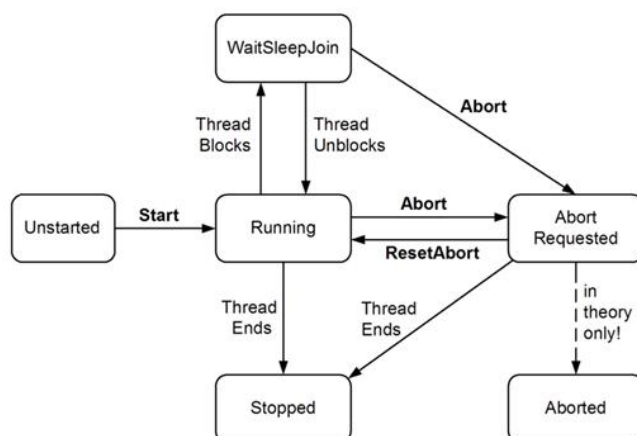 WaitSleepJoin
Abort
Thread
Blocks
Thread
Unblocks
Unstarted
Start
Running
Abort
ResetAbort
Abort
Requested
Thread
Ends
Thread
Ends
in
theory
only!
Stopped
Aborted